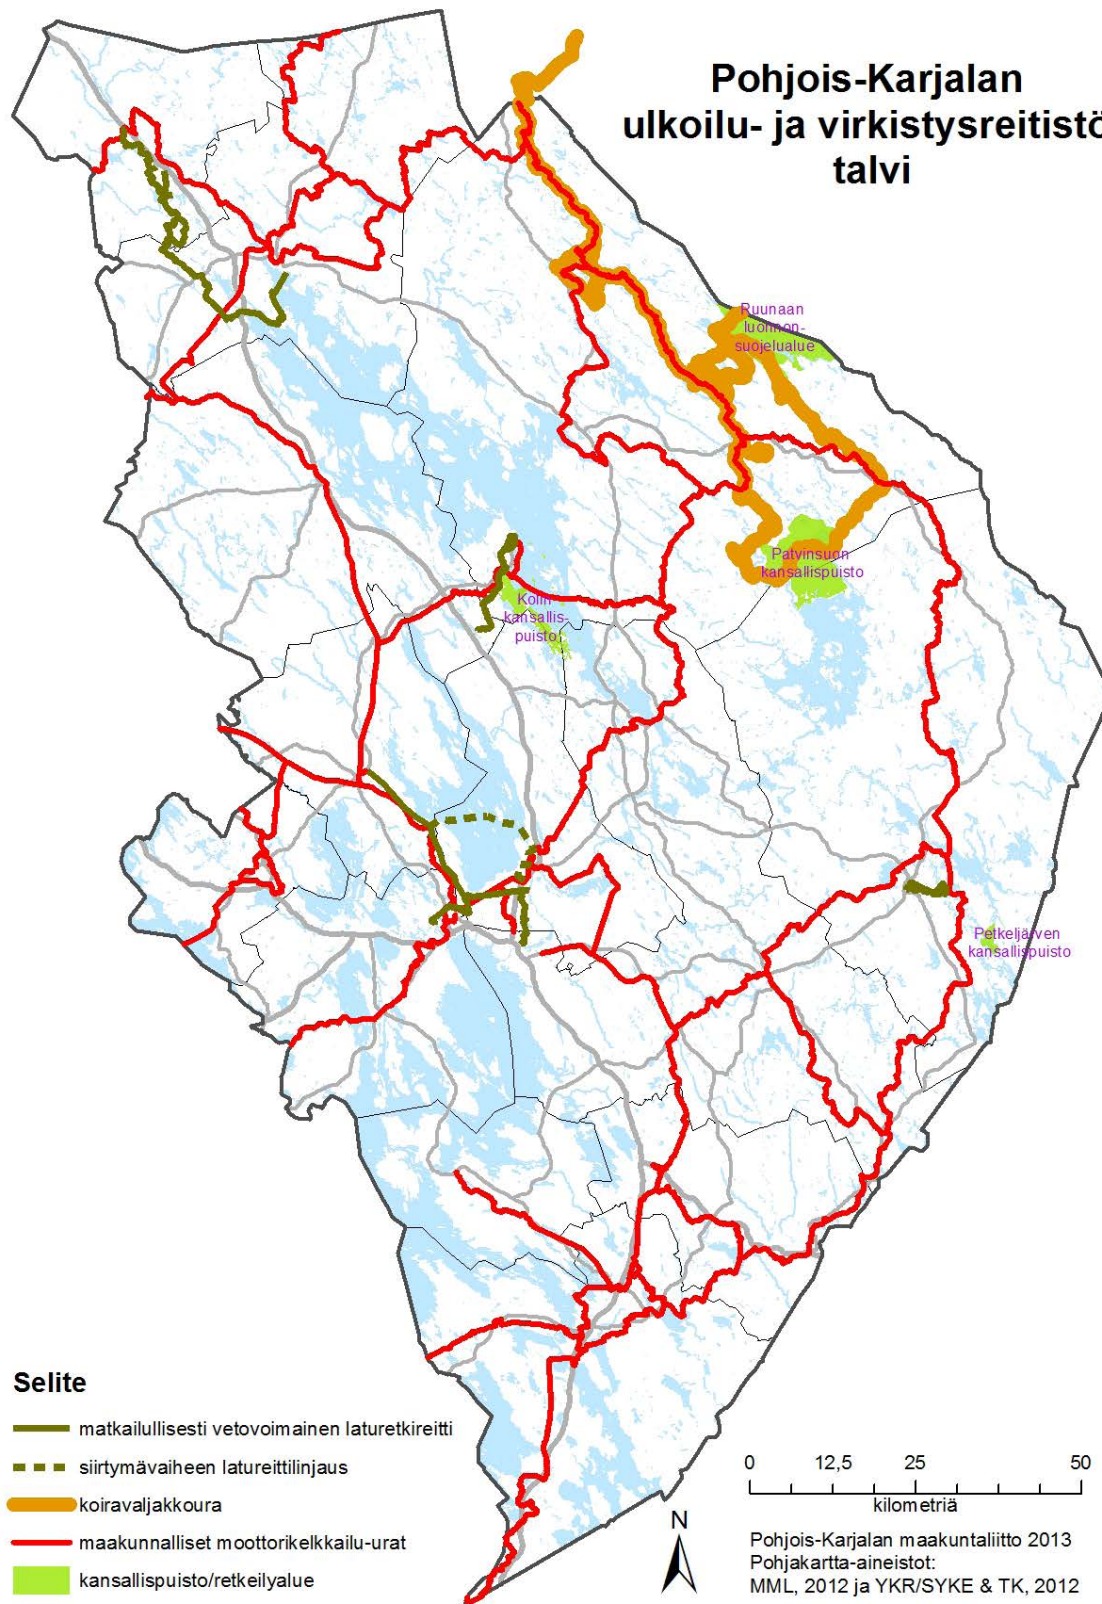 Pohjois-Karjalan
ulkoilu- ja virkistysreitistö
talvi
Ruunaan
luonnon-
suojelualue
Patvinsuon
kansallispuisto
Kolin
kansallis-
puisto
Petkeljärven
kansallispuisto
Selite
matkailullisesti vetovoimainen laturetkireitti
siirtymävaiheen latureittilinjaus
koiravaljakkoura
maakunnalliset moottorikelkkailu-urat
kansallispuisto/retkeilyalue
N
0 12,5 25 50
kilometriä
Pohjois-Karjalan maakuntaliitto 2013
Pohjakartta-aineistot:
MML, 2012 ja YKR/SYKE & TK, 2012